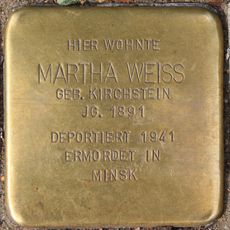 HIER WOHNTE
MARTHA WEISS
GEB. KIRCHSTEIN
JG. 1891
DEPORTIERT 1941
ERMORDET IN
MINSK